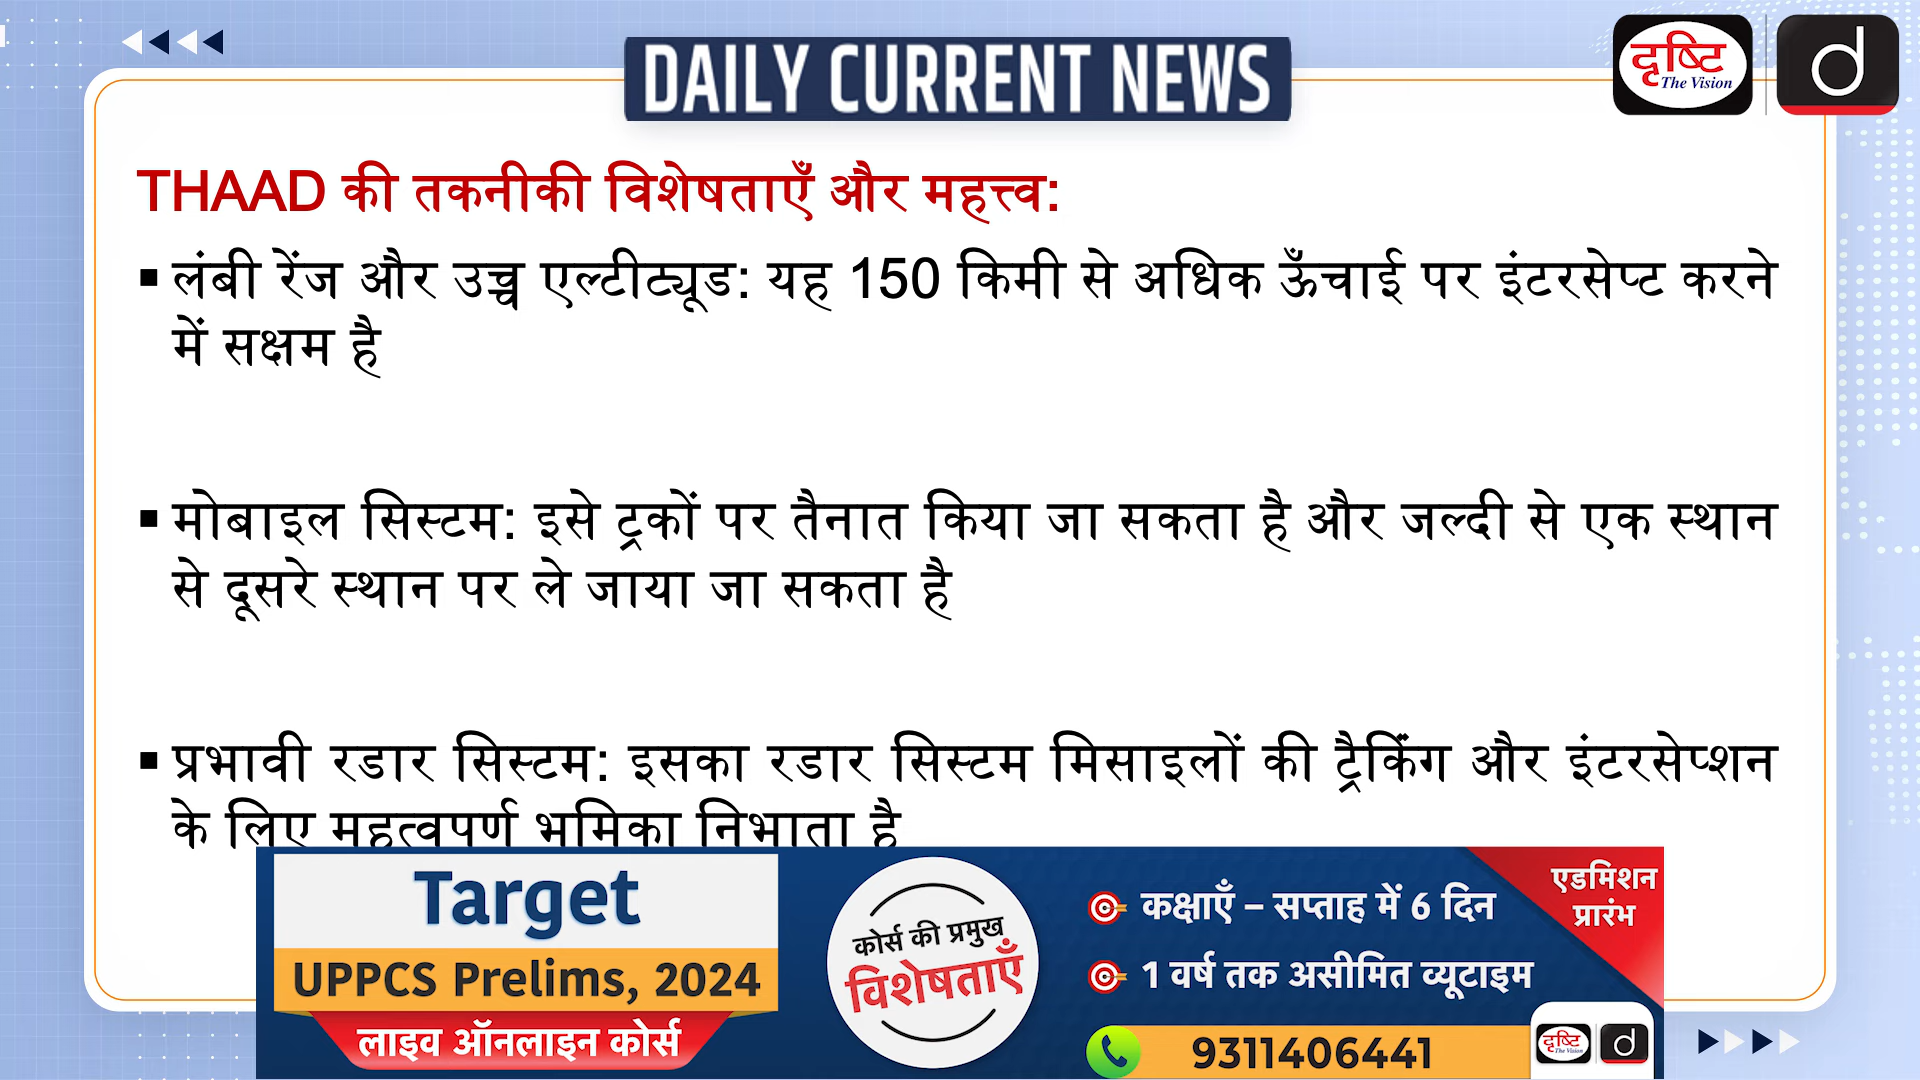 DAILY CURRENT NEWS
दृष्टि
The Vision
d
THAAD की तकनीकी विशेषताएँ और महत्त्व:
▪ लंबी रेंज और उच्च एल्टीट्यूड: यह 150 किमी से अधिक ऊँचाई पर इंटरसेप्ट करने
में सक्षम है
▪ मोबाइल सिस्टम: इसे ट्रकों पर तैनात किया जा सकता है और जल्दी से एक स्थान
से दूसरे स्थान पर ले जाया जा सकता है
▪ प्रभावी रडार सिस्टम: इसका रडार सिस्टम मिसाइलों की ट्रैकिंग और इंटरसेप्शन
के लिए महत्वपूर्ण भूमिका निभाता है
Target
UPPCS Prelims, 2024
लाइव ऑनलाइन कोर्स
कोर्स की प्रमुख
विशेषताएँ
कक्षाएँ – सप्ताह में 6 दिन
1 वर्ष तक असीमित व्यूटाइम
9311406441
एडमिशन
प्रारंभ
दृष्टि
The Vision
d